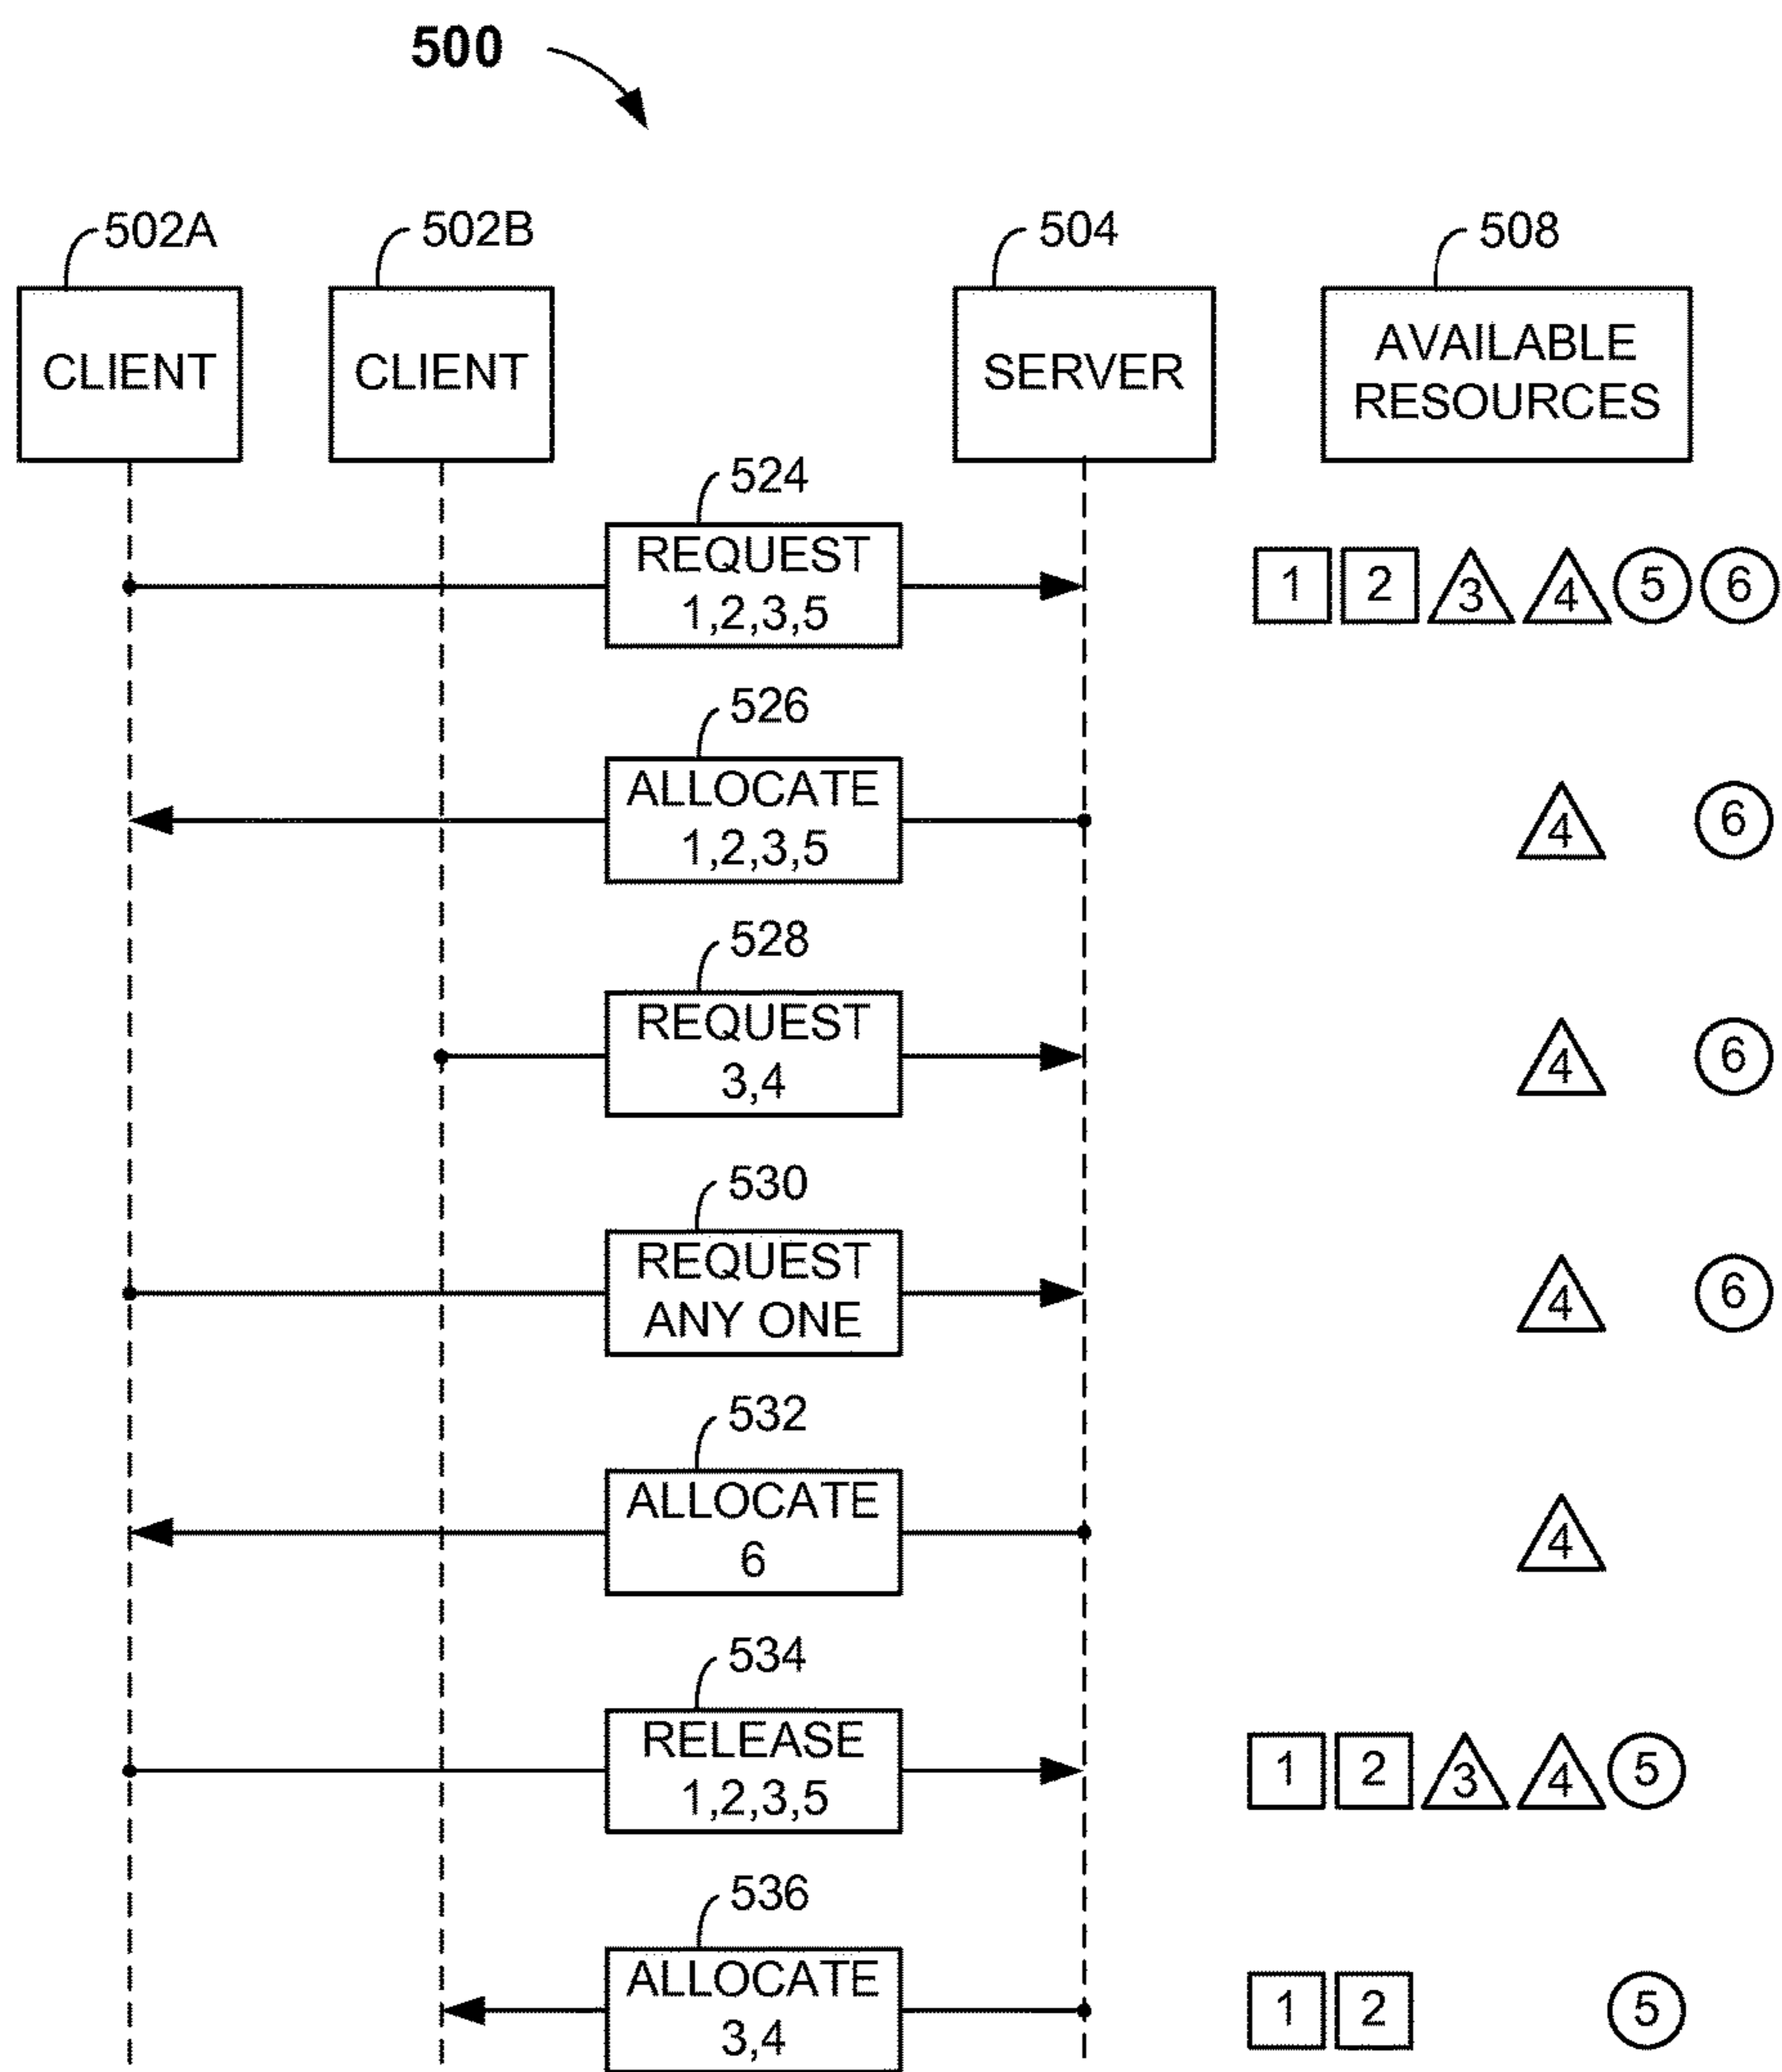 500
502A
502B
504
508
CLIENT
CLIENT
SERVER
AVAILABLE
RESOURCES
524
REQUEST
1,2,3,5
1 2 3 4 5 6
526
ALLOCATE
1,2,3,5
4 6
528
REQUEST
3,4
4 6
530
REQUEST
ANY ONE
4 6
532
ALLOCATE
6
4
534
RELEASE
1,2,3,5
1 2 3 4 5
536
ALLOCATE
3,4
1 2 5